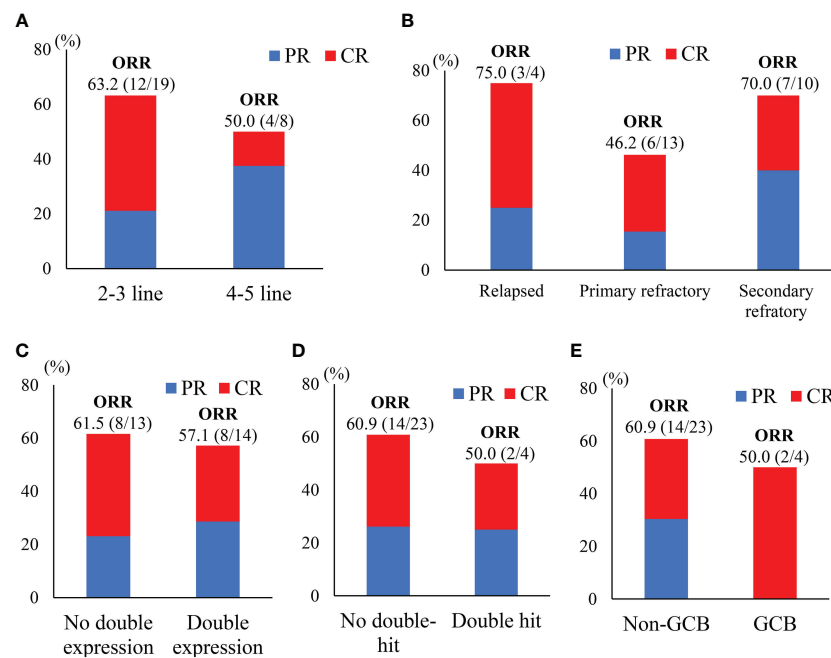 A
(%)
PR CR
80
60
40
20
0
ORR
63.2 (12/19)
ORR
50.0 (4/8)
2-3 line
4-5 line
B
(%)
PR CR
80
60
40
20
0
ORR
75.0 (3/4)
ORR
46.2 (6/13)
ORR
70.0 (7/10)
Relapsed
Primary refractory
Secondary
refratory
C
(%)
PR CR
80
60
40
20
0
ORR
61.5 (8/13)
ORR
57.1 (8/14)
No double
expression
Double
expression
D
(%)
PR CR
80
60
40
20
0
ORR
60.9 (14/23)
ORR
50.0 (2/4)
No double-
hit
Double hit
E
(%)
PR CR
80
60
40
20
0
ORR
60.9 (14/23)
ORR
50.0 (2/4)
Non-GCB
GCB